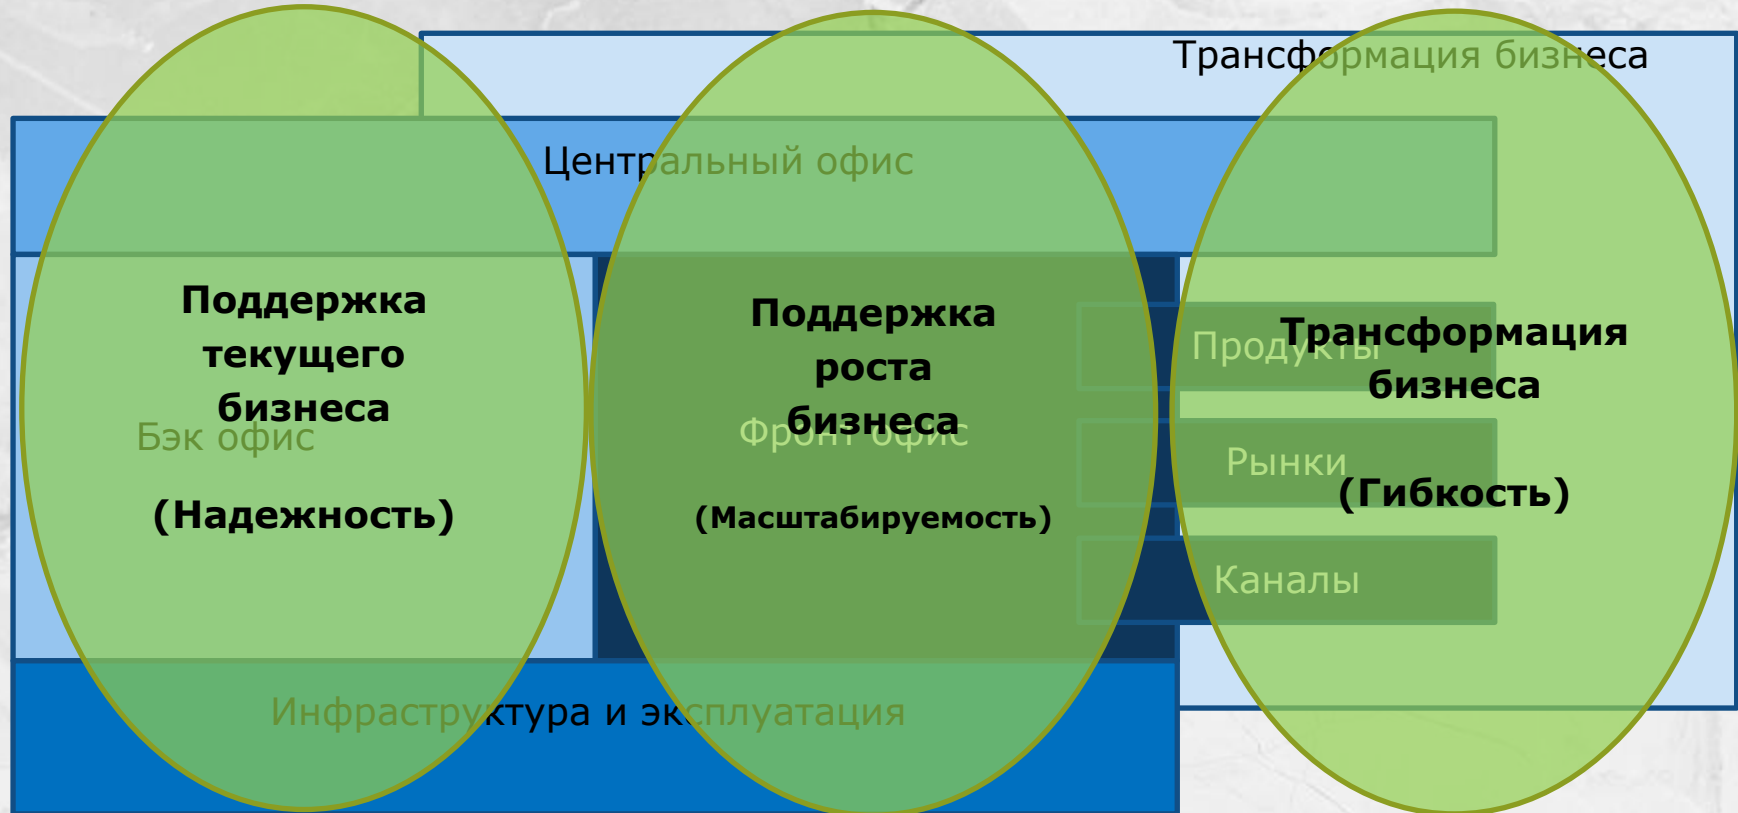 Трансформация бизнеса
Центральный офис
Поддержка
текущего
бизнеса
(Надежность)
Бэк офис
Поддержка
роста
бизнеса
(Масштабируемость)
Фронт офис
Трансформация
бизнеса
(Гибкость)
Продукты
Рынки
Каналы
Инфраструктура и эксплуатация